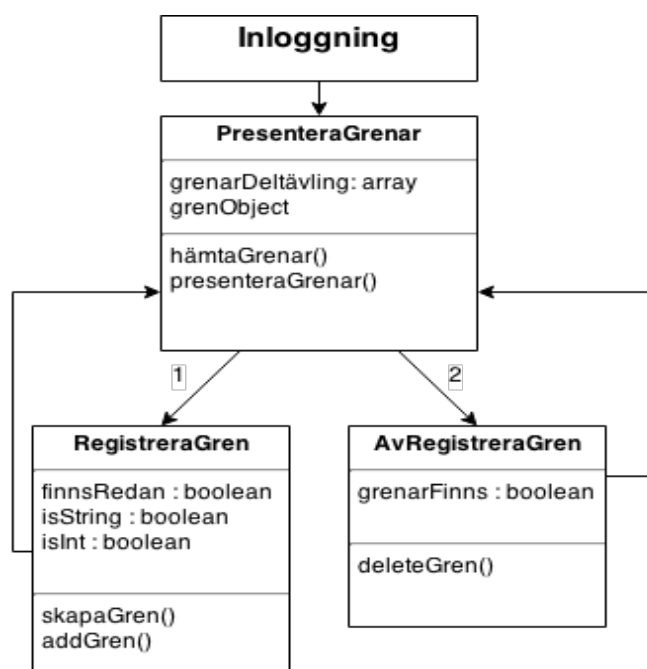 Inloggning
PresenteraGrenar
grenarDeltävling: array
grenObject
hämtaGrenar()
presenteraGrenar()
1
2
RegistreraGren
finnsRedan : boolean
isString : boolean
isInt : boolean
skapaGren()
addGren()
AvRegistreraGren
grenarFinns : boolean
deleteGren()